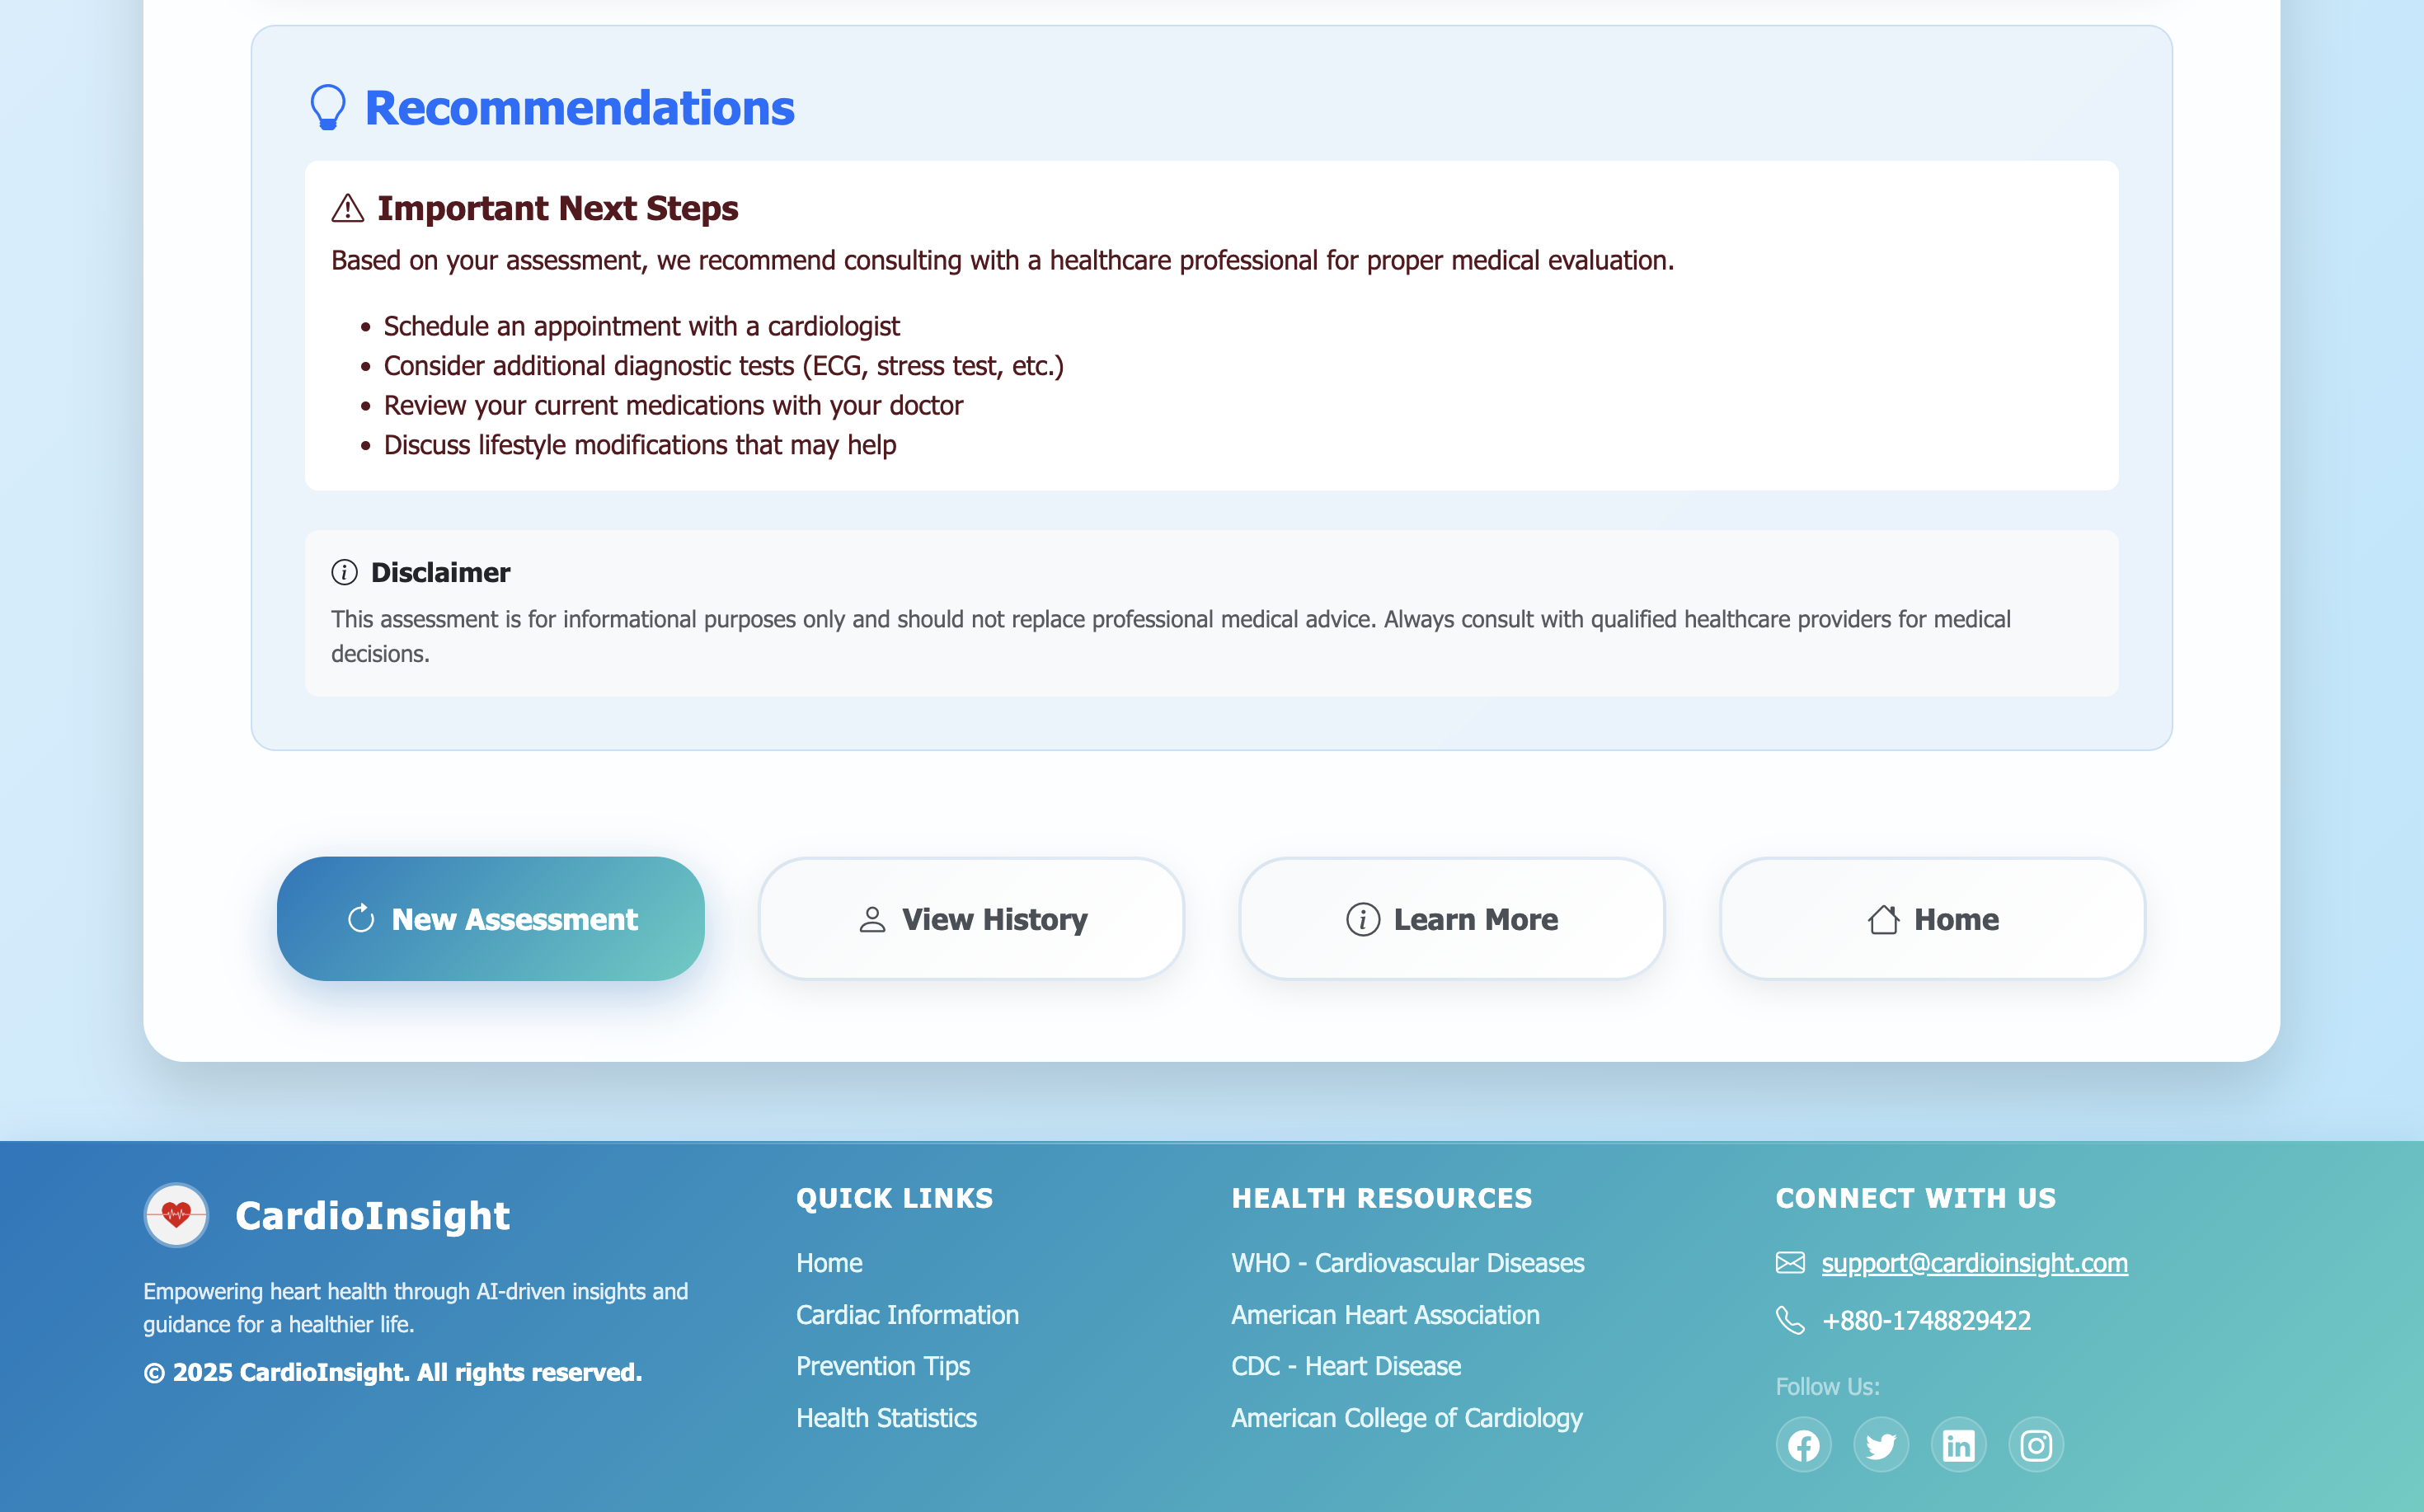 Recommendations
Important Next Steps
Based on your assessment, we recommend consulting with a healthcare professional for proper medical evaluation.
• Schedule an appointment with a cardiologist
• Consider additional diagnostic tests (ECG, stress test, etc.)
• Review your current medications with your doctor
• Discuss lifestyle modifications that may help
Disclaimer
This assessment is for informational purposes only and should not replace professional medical advice. Always consult with qualified healthcare providers for medical
decisions.
New Assessment
View History
Learn More
Home
CardioInsight
Empowering heart health through AI-driven insights and
guidance for a healthier life.
© 2025 CardioInsight. All rights reserved.
QUICK LINKS
Home
Cardiac Information
Prevention Tips
Health Statistics
HEALTH RESOURCES
WHO - Cardiovascular Diseases
American Heart Association
CDC - Heart Disease
American College of Cardiology
CONNECT WITH US
support@cardioinsight.com
+880-1748829422
Follow Us: